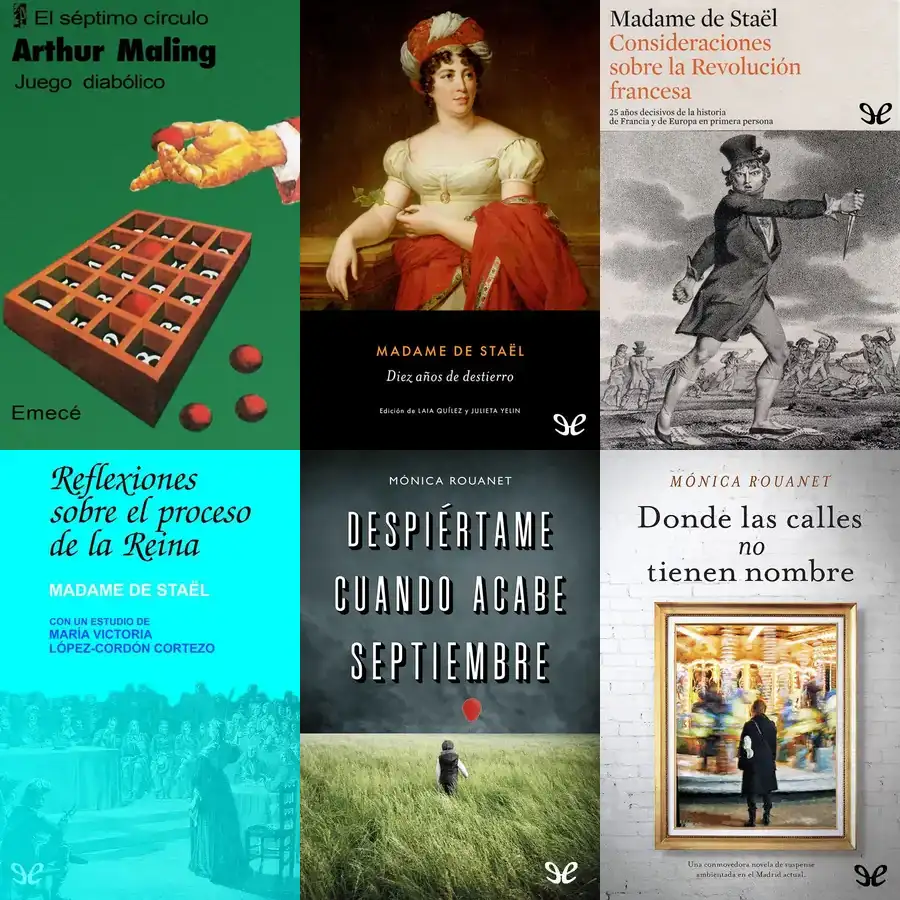 El séptimo círculo
Arthur Maling
Juego diabólico
Emecé
MADAME DE STAËL
Diez años de destierro
Edición de LAIA QUÍLEZ y JULIETA YELIN
Madame de Staël
Consideraciones
sobre la Revolución
francesa
25 años decisivos de la historia
de Francia y de Europa en primera persona
Reflexiones
sobre el proceso
de la Reina
MADAME DE STAËL
CON UN ESTUDIO DE
MARÍA VICTORIA
LÓPEZ-CORDÓN CORTEZO
MÓNICA ROUANET
DESPIÉRTAME
CUANDO ACABE
SEPTIEMBRE
MÓNICA ROUANET
Donde las calles
no
tienen nombre
Una conmovedora novela de suspense
ambientada en el Madrid actual.